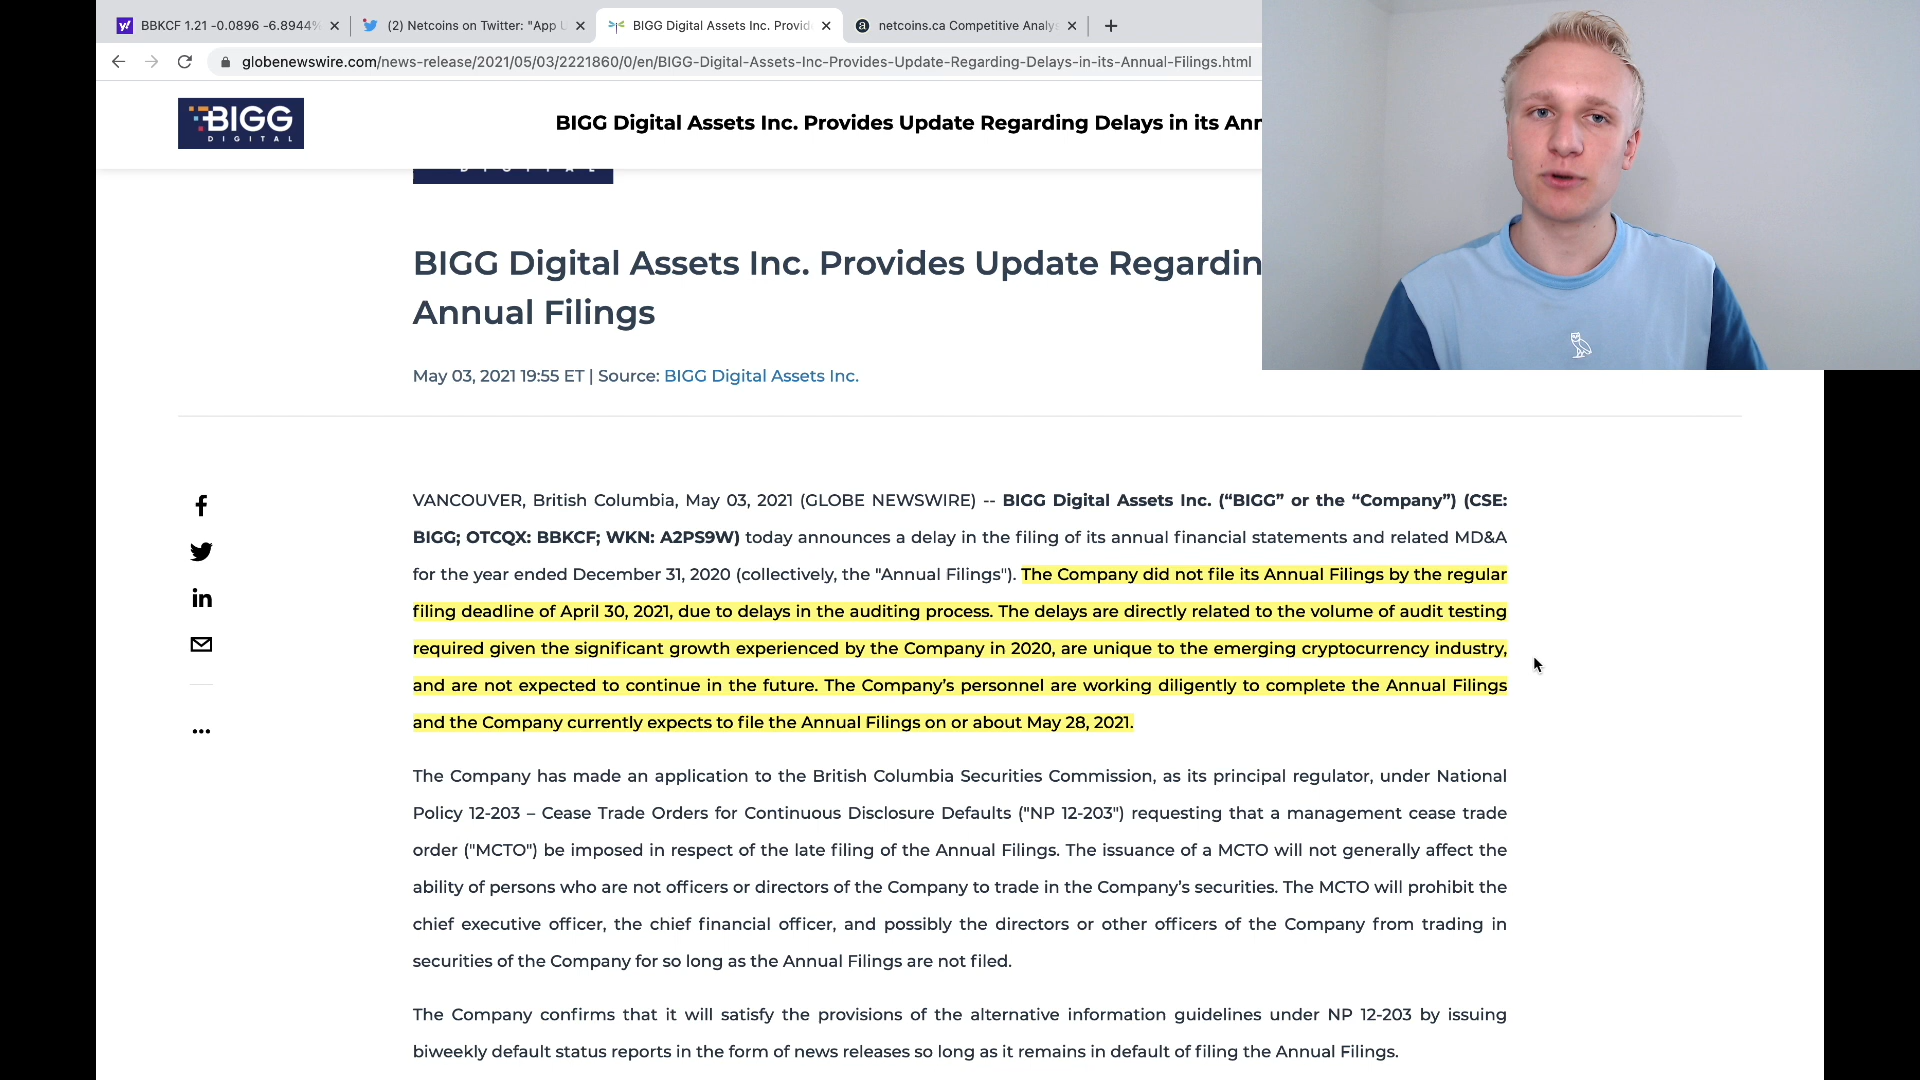 BBKCF 1.21 -0.0896 -6.8944%
(2) Netcoins on Twitter: "App U
BIGG Digital Assets Inc. Provid
netcoins.ca Competitive Analy
globenewswire.com/news-release/2021/05/03/2221860/0/en/BIGG-Digital-Assets-Inc-Provides-Update-Regarding-Delays-in-its-Annual-Filings.html
BIGG
DIGITAL
BIGG Digital Assets Inc. Provides Update Regarding Delays in its Ann
BIGG Digital Assets Inc. Provides Update Regardin
Annual Filings
May 03, 2021 19:55 ET | Source: BIGG Digital Assets Inc.
VANCOUVER, British Columbia, May 03, 2021 (GLOBE NEWSWIRE) -- BIGG Digital Assets Inc. (“BIGG” or the “Company”) (CSE:
BIGG; OTCQX: BBKCF; WKN: A2PS9W) today announces a delay in the filing of its annual financial statements and related MD&A
for the year ended December 31, 2020 (collectively, the "Annual Filings"). The Company did not file its Annual Filings by the regular
filing deadline of April 30, 2021, due to delays in the auditing process. The delays are directly related to the volume of audit testing
required given the significant growth experienced by the Company in 2020, are unique to the emerging cryptocurrency industry,
and are not expected to continue in the future. The Company’s personnel are working diligently to complete the Annual Filings
and the Company currently expects to file the Annual Filings on or about May 28, 2021.
The Company has made an application to the British Columbia Securities Commission, as its principal regulator, under National
Policy 12-203 – Cease Trade Orders for Continuous Disclosure Defaults ("NP 12-203") requesting that a management cease trade
order ("MCTO") be imposed in respect of the late filing of the Annual Filings. The issuance of a MCTO will not generally affect the
ability of persons who are not officers or directors of the Company to trade in the Company’s securities. The MCTO will prohibit the
chief executive officer, the chief financial officer, and possibly the directors or other officers of the Company from trading in
securities of the Company for so long as the Annual Filings are not filed.
The Company confirms that it will satisfy the provisions of the alternative information guidelines under NP 12-203 by issuing
biweekly default status reports in the form of news releases so long as it remains in default of filing the Annual Filings.